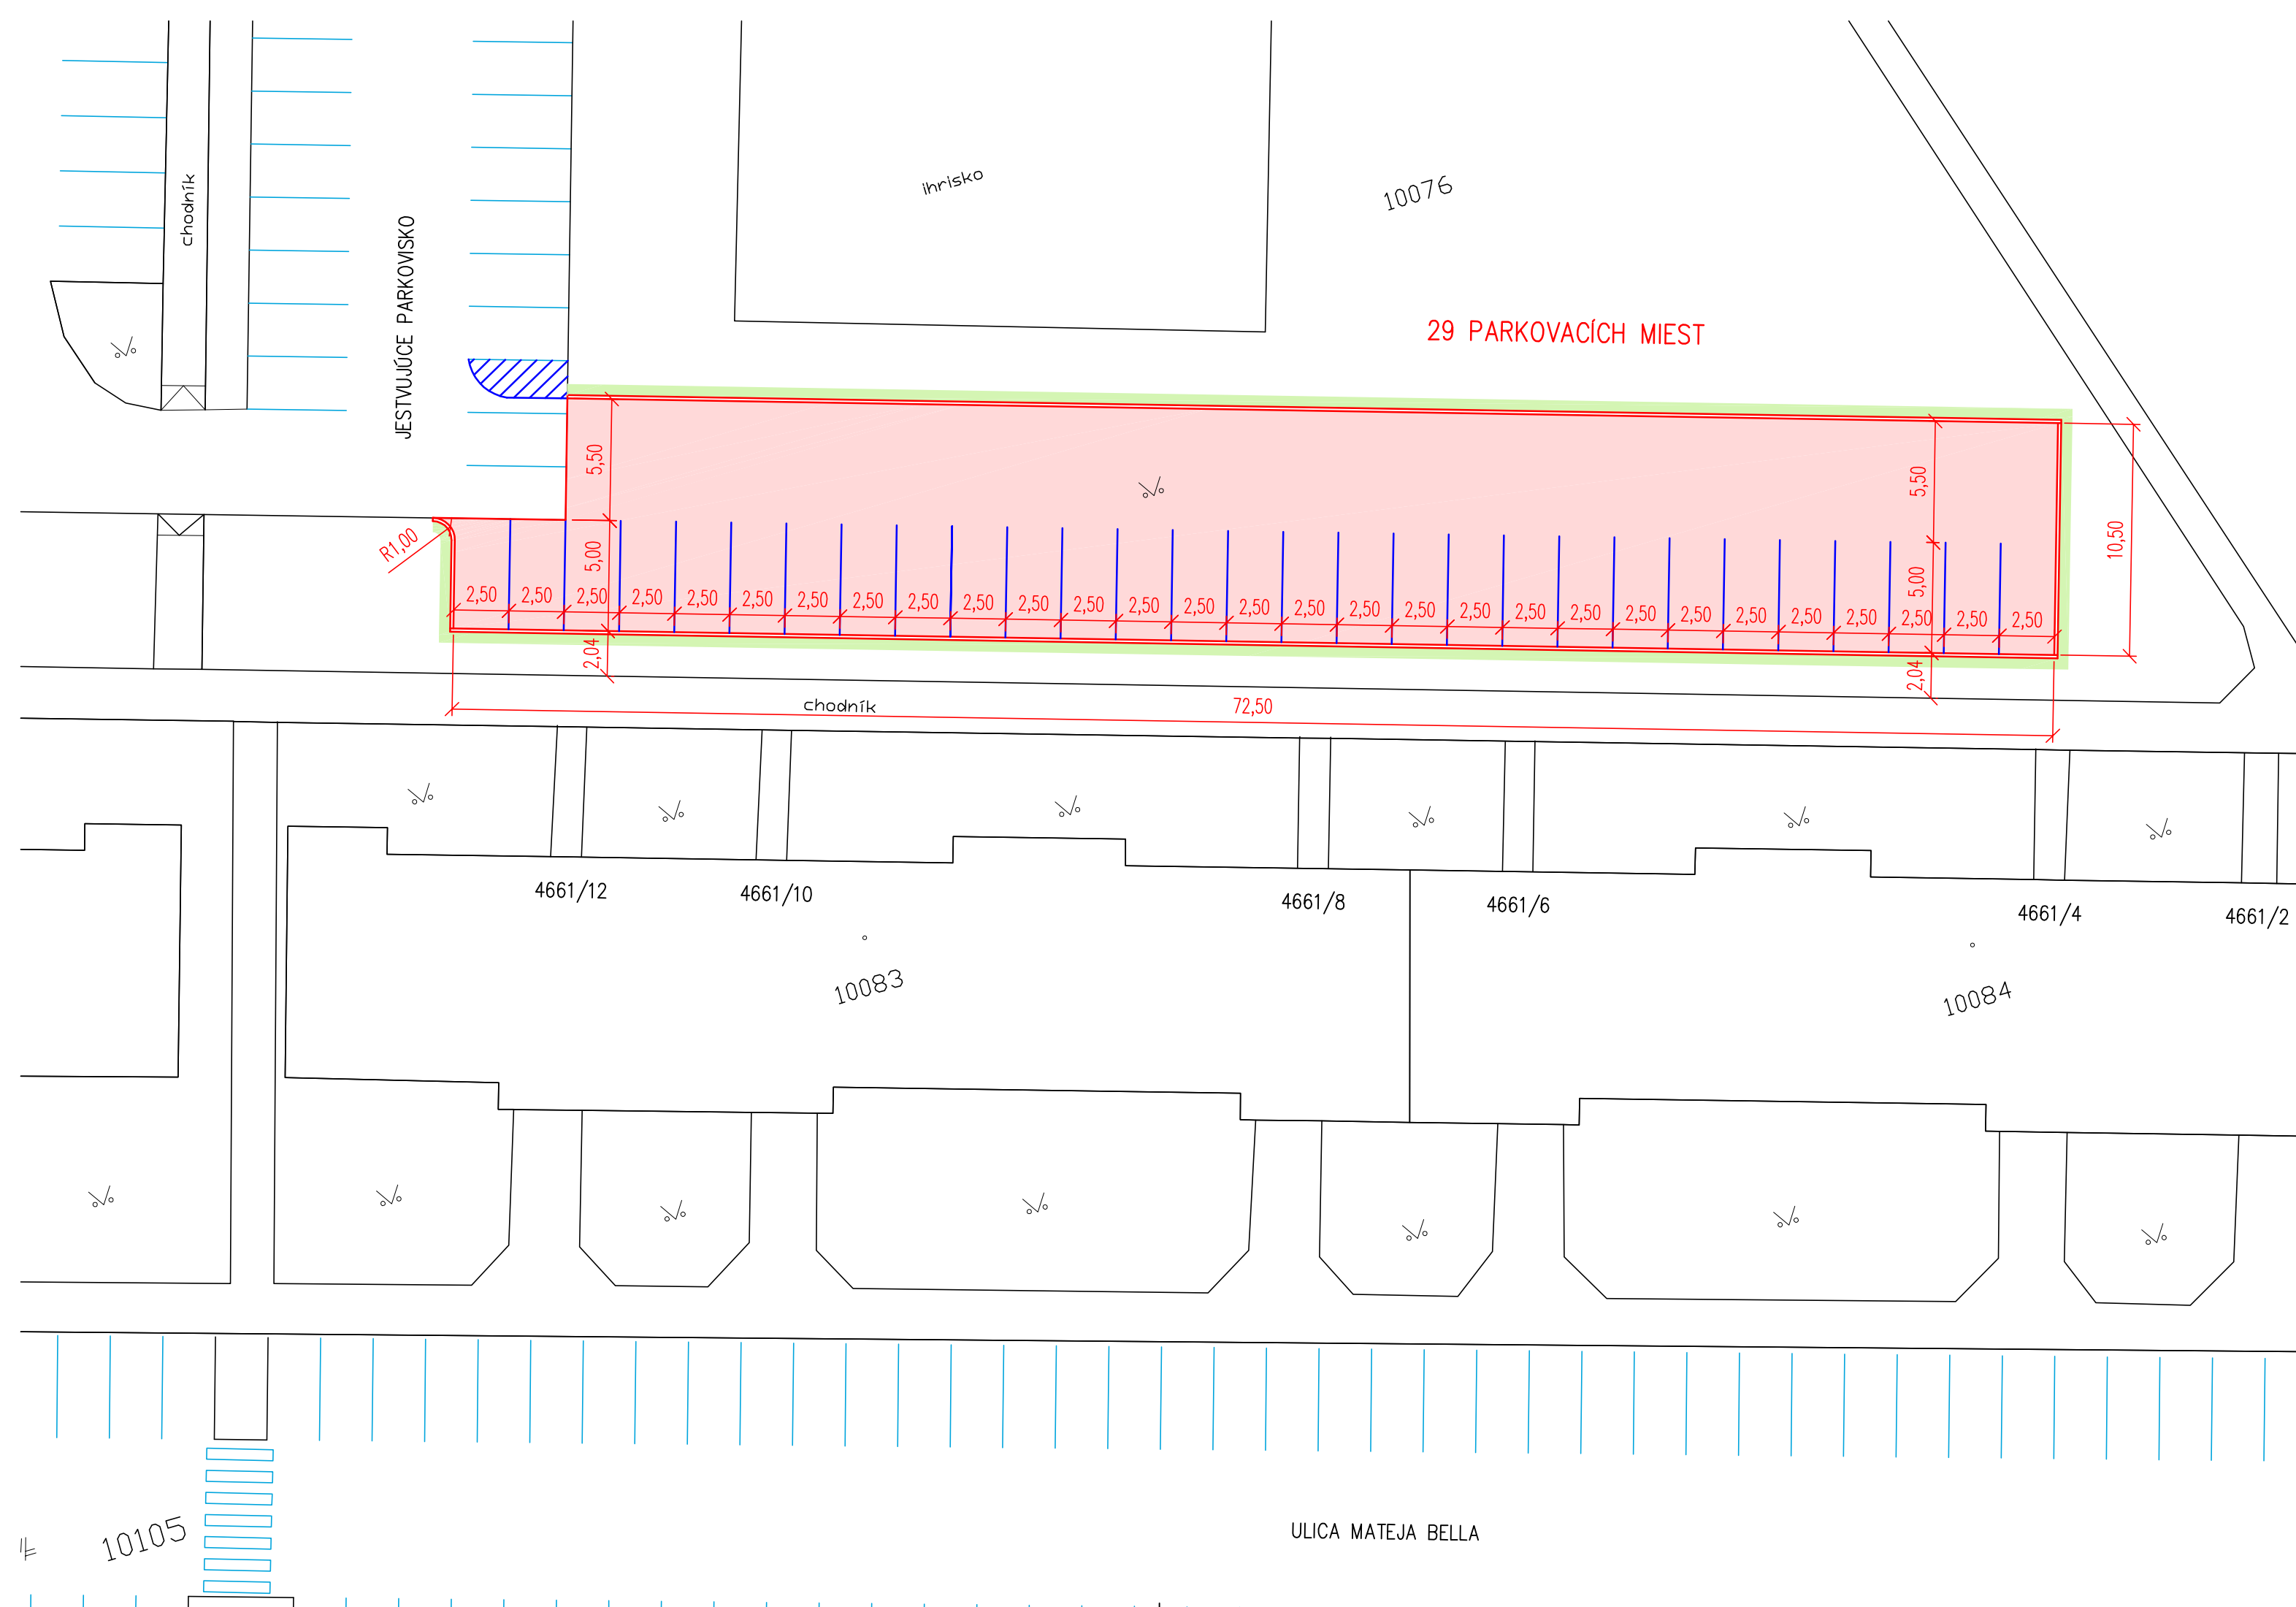 chodník
JESTVUJÚCE PARKOVISKO
ihrisko
10076
29 PARKOVACÍCH MIEST
5,50
5,50
10,50
R1,00
5,00
5,00
2,50 2,50 2,50 2,50 2,50 2,50 2,50 2,50 2,50 2,50 2,50 2,50 2,50 2,50 2,50 2,50 2,50 2,50 2,50 2,50 2,50 2,50 2,50 2,50 2,50 2,50 2,50 2,50 2,50
2,04
2,04
chodník
72,50
4661/12
4661/10
4661/8
4661/6
4661/4
4661/2
10083
10084
10105
ULICA MATEJA BELLA